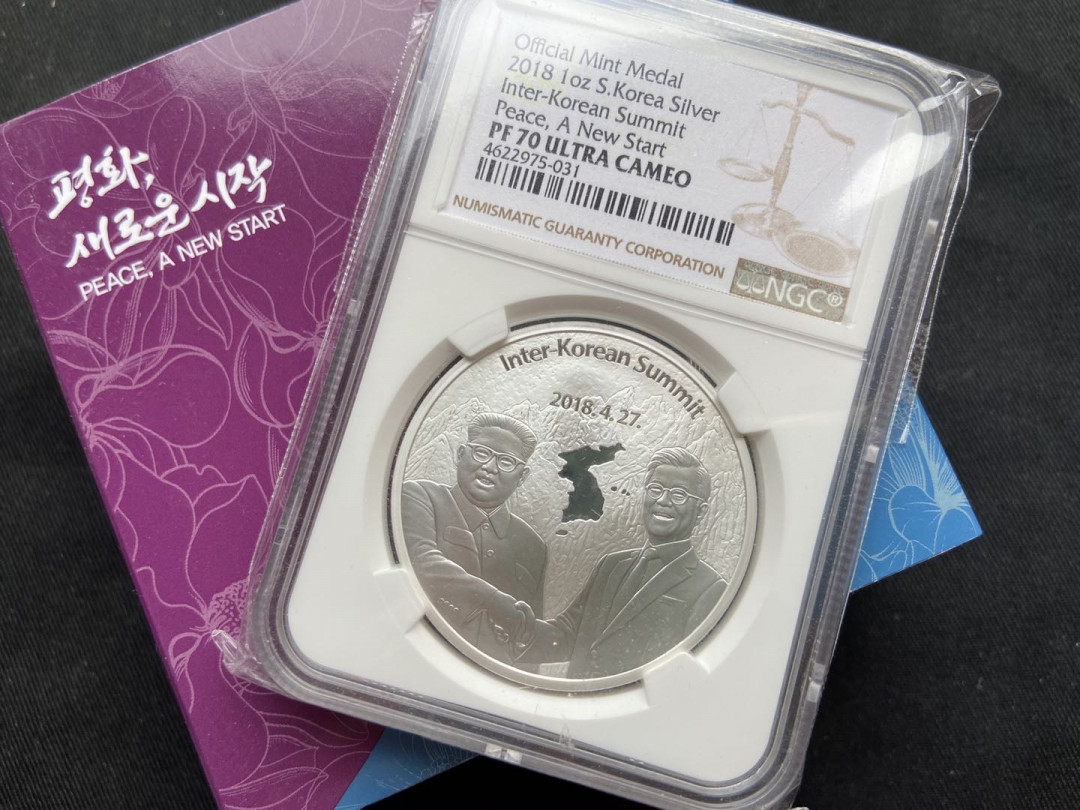 평화,
새로운 시작
PEACE, A NEW START
Official Mint Medal
2018 1oz S.Korea Silver
Inter-Korean Summit
Peace, A New Start
PF 70 ULTRA CAMEO
4622975-031
NUMISMATIC GUARANTY CORPORATION
NGC®
Inter-Korean Summit
2018. 4. 27.